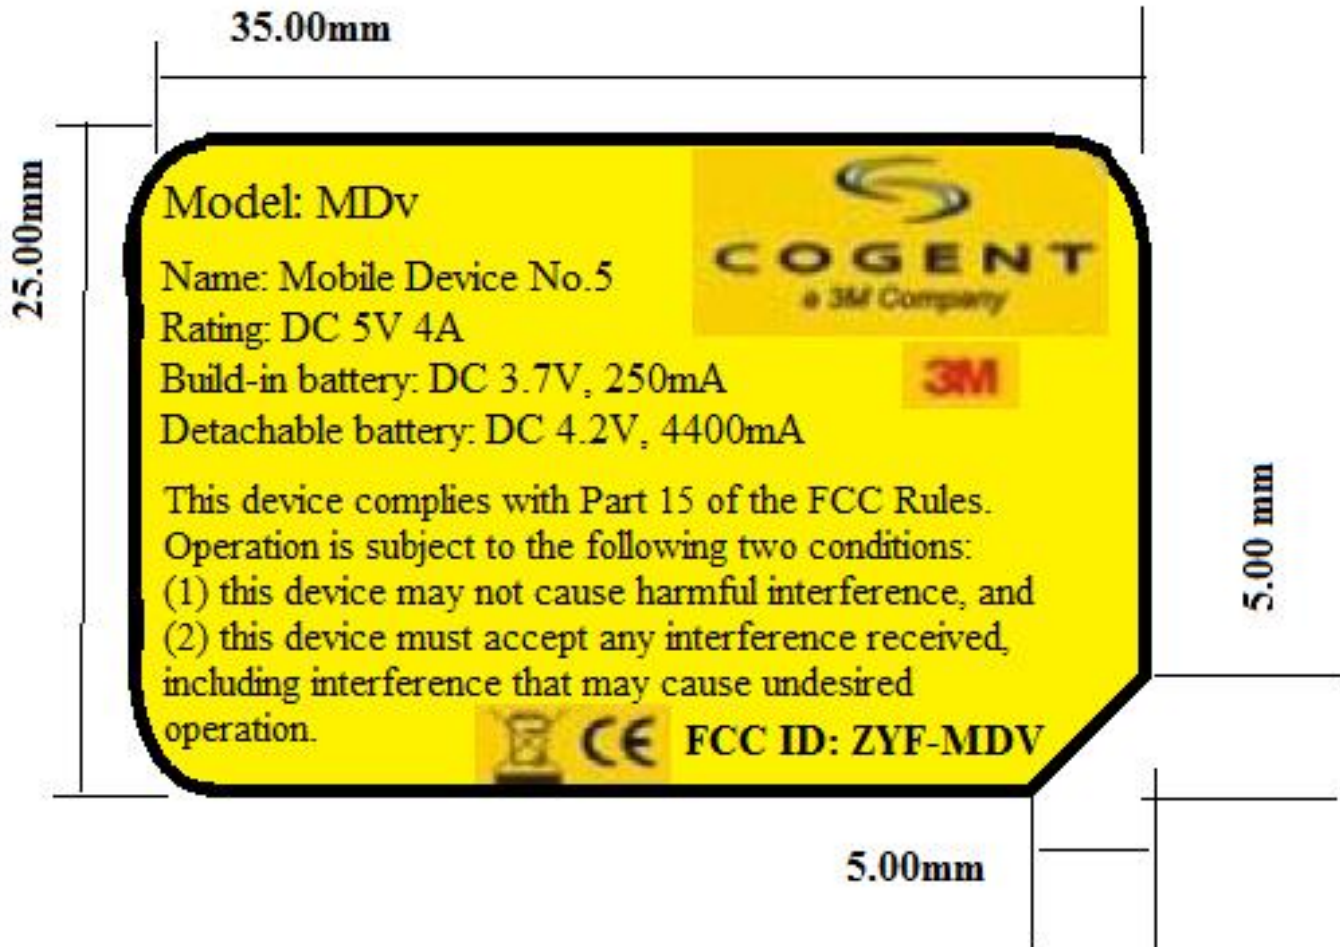 35.00mm
25.00mm
Model: MDv
COGENT
a 3M Company
Name: Mobile Device No.5
Rating: DC 5V 4A
3M
Build-in battery: DC 3.7V, 250mA
Detachable battery: DC 4.2V, 4400mA
This device complies with Part 15 of the FCC Rules.
Operation is subject to the following two conditions:
(1) this device may not cause harmful interference, and
(2) this device must accept any interference received,
including interference that may cause undesired
operation.
CE
FCC ID: ZYF-MDV
5.00 mm
5.00mm